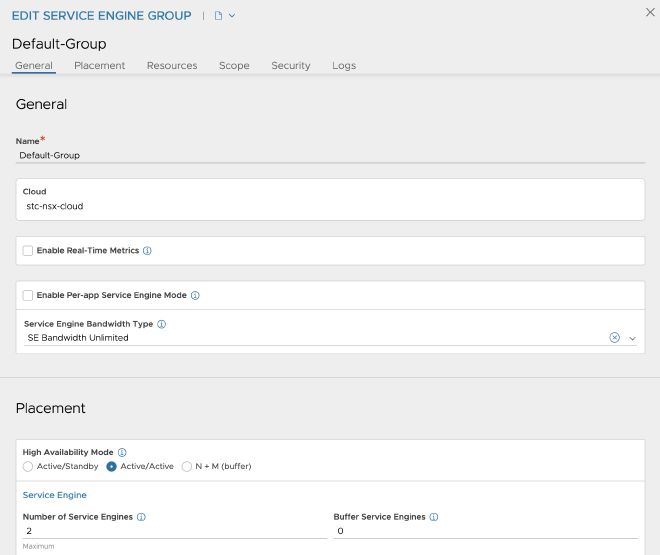 EDIT SERVICE ENGINE GROUP
Default-Group
General Placement Resources Scope Security Logs
General
Name*
Default-Group
Cloud
stc-nsx-cloud
Enable Real-Time Metrics
Enable Per-app Service Engine Mode
Service Engine Bandwidth Type
SE Bandwidth Unlimited
Placement
High Availability Mode
Active/Standby Active/Active N + M (buffer)
Service Engine
Number of Service Engines Buffer Service Engines
2 0
Maximum